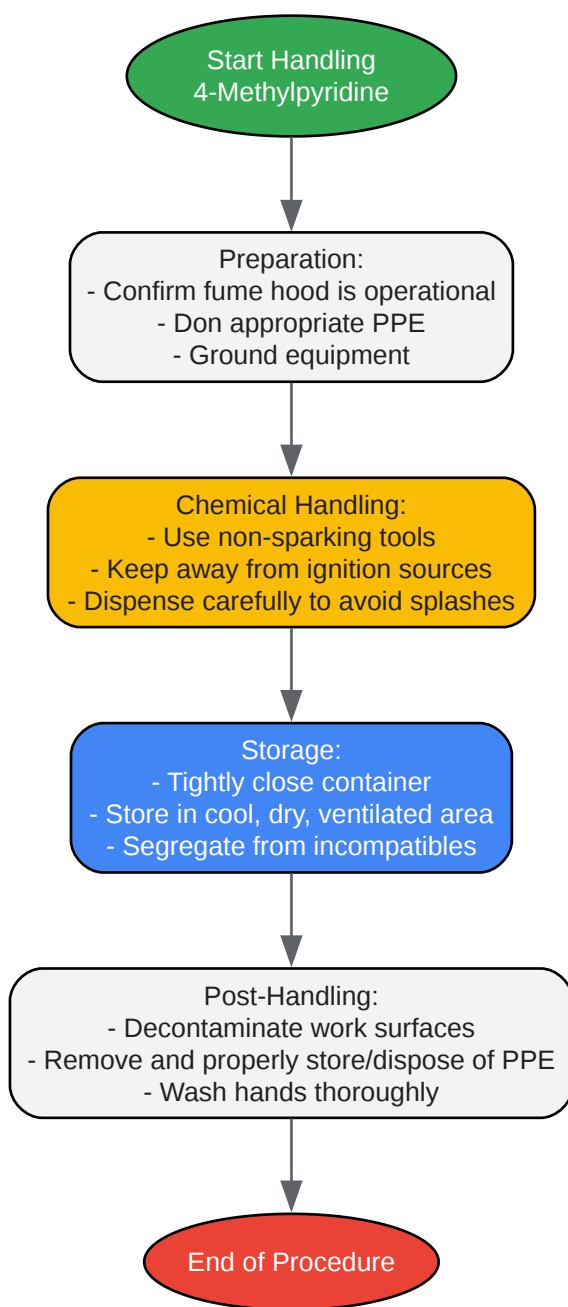 Start Handling
4-Methylpyridine
Preparation:
- Confirm fume hood is operational
- Don appropriate PPE
- Ground equipment
Chemical Handling:
- Use non-sparking tools
- Keep away from ignition sources
- Dispense carefully to avoid splashes
Storage:
- Tightly close container
- Store in cool, dry, ventilated area
- Segregate from incompatibles
Post-Handling:
- Decontaminate work surfaces
- Remove and properly store/dispose of PPE
- Wash hands thoroughly
End of Procedure